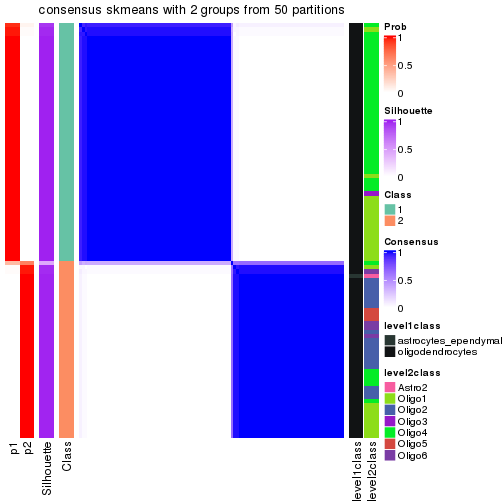 consensus skmeans with 2 groups from 50 partitions
Prob
1
0.5
0
Silhouette
1
0.5
0
Class
1
2
Consensus
1
0.5
0
level1class
astrocytes_ependymal
oligodendrocytes
level2class
Astro2
Oligo1
Oligo2
Oligo3
Oligo4
Oligo5
Oligo6
p1
p2
Silhouette
Class
level1class
level2class